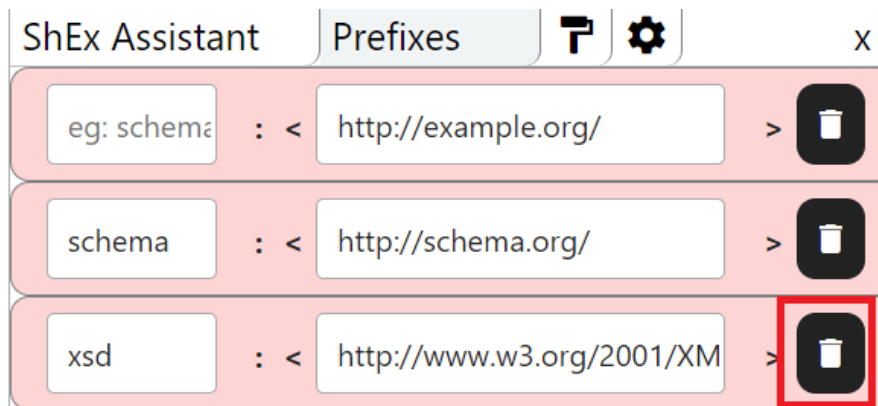 ShEx Assistant Prefixes x
eg: schema : < http://example.org/ >
schema : < http://schema.org/ >
xsd : < http://www.w3.org/2001/XM >